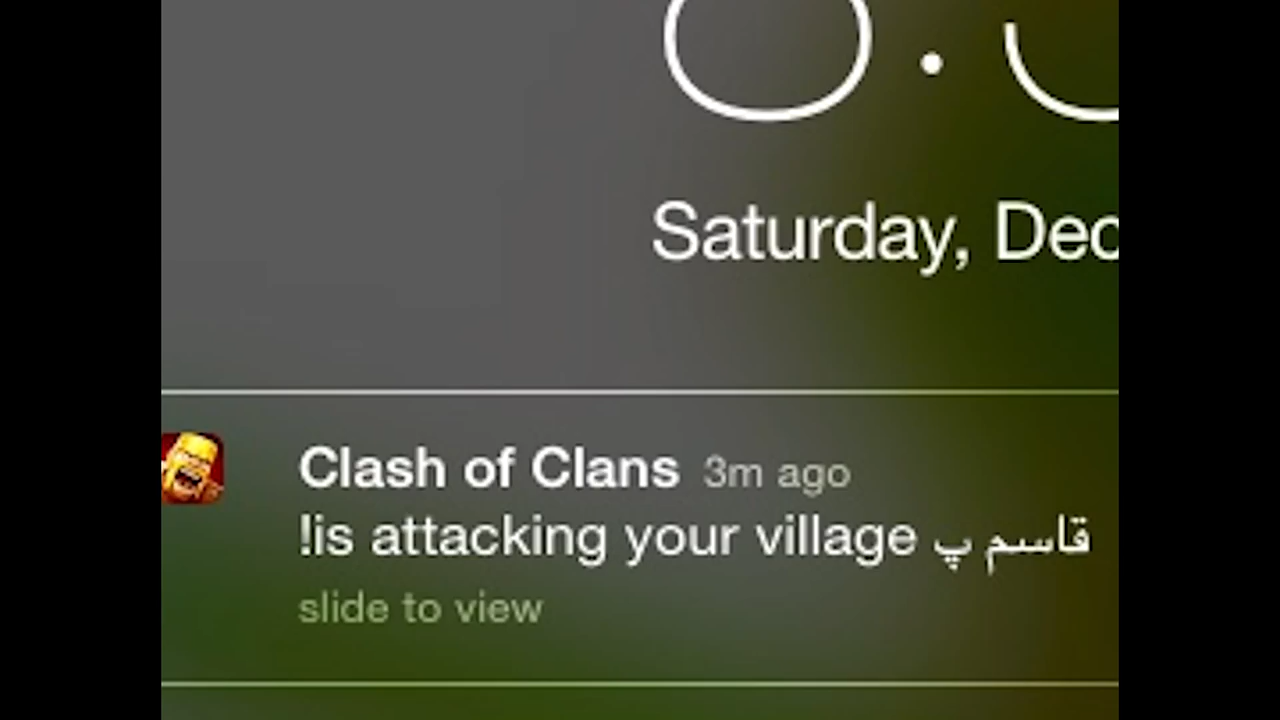 Saturday, Dec
Clash of Clans 3m ago
!is attacking your village قاسم پ
slide to view